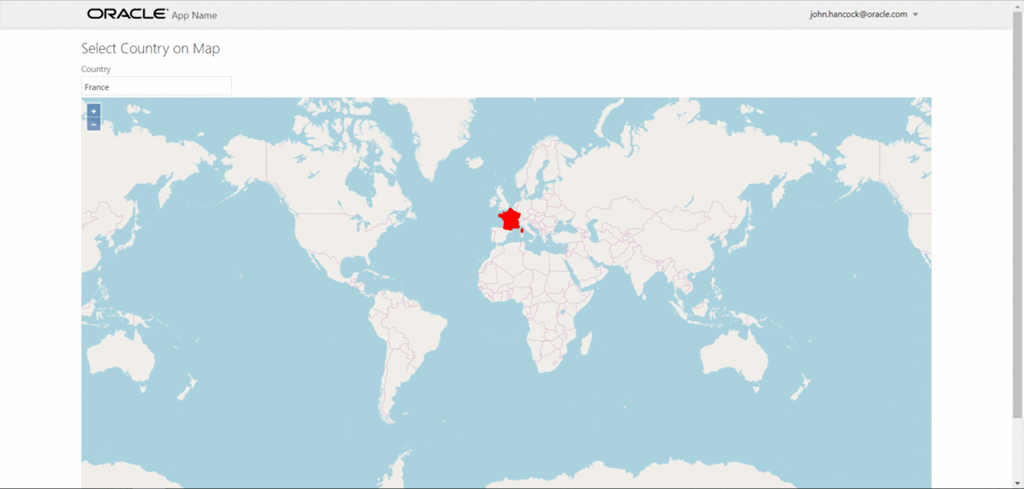 ORACLE® App Name
john.hancock@oracle.com
Select Country on Map
Country
France
+
−